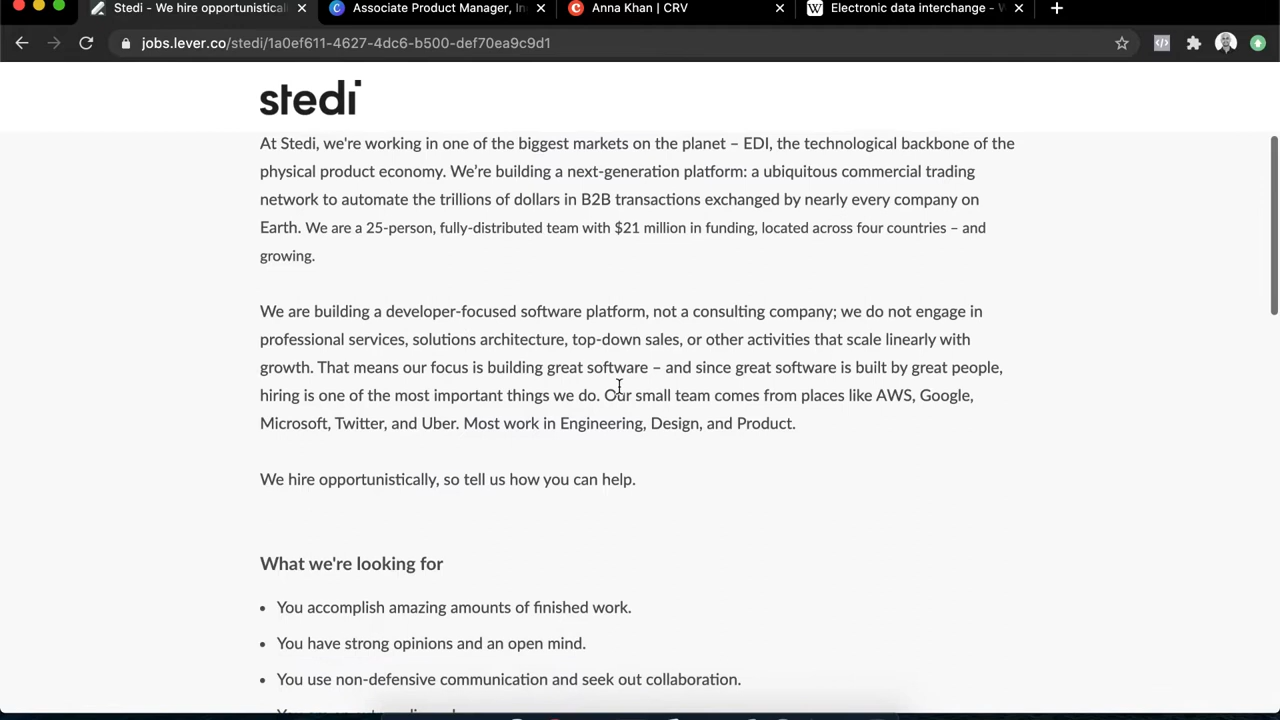 Stedi - We hire opportunistical
Associate Product Manager, In
Anna Khan | CRV
Electronic data interchange - W
jobs.lever.co/stedi/1a0ef611-4627-4dc6-b500-def70ea9c9d1
stedi
At Stedi, we're working in one of the biggest markets on the planet – EDI, the technological backbone of the
physical product economy. We're building a next-generation platform: a ubiquitous commercial trading
network to automate the trillions of dollars in B2B transactions exchanged by nearly every company on
Earth. We are a 25-person, fully-distributed team with $21 million in funding, located across four countries – and
growing.
We are building a developer-focused software platform, not a consulting company; we do not engage in
professional services, solutions architecture, top-down sales, or other activities that scale linearly with
growth. That means our focus is building great software – and since great software is built by great people,
hiring is one of the most important things we do. Our small team comes from places like AWS, Google,
Microsoft, Twitter, and Uber. Most work in Engineering, Design, and Product.
We hire opportunistically, so tell us how you can help.
What we're looking for
• You accomplish amazing amounts of finished work.
• You have strong opinions and an open mind.
• You use non-defensive communication and seek out collaboration.